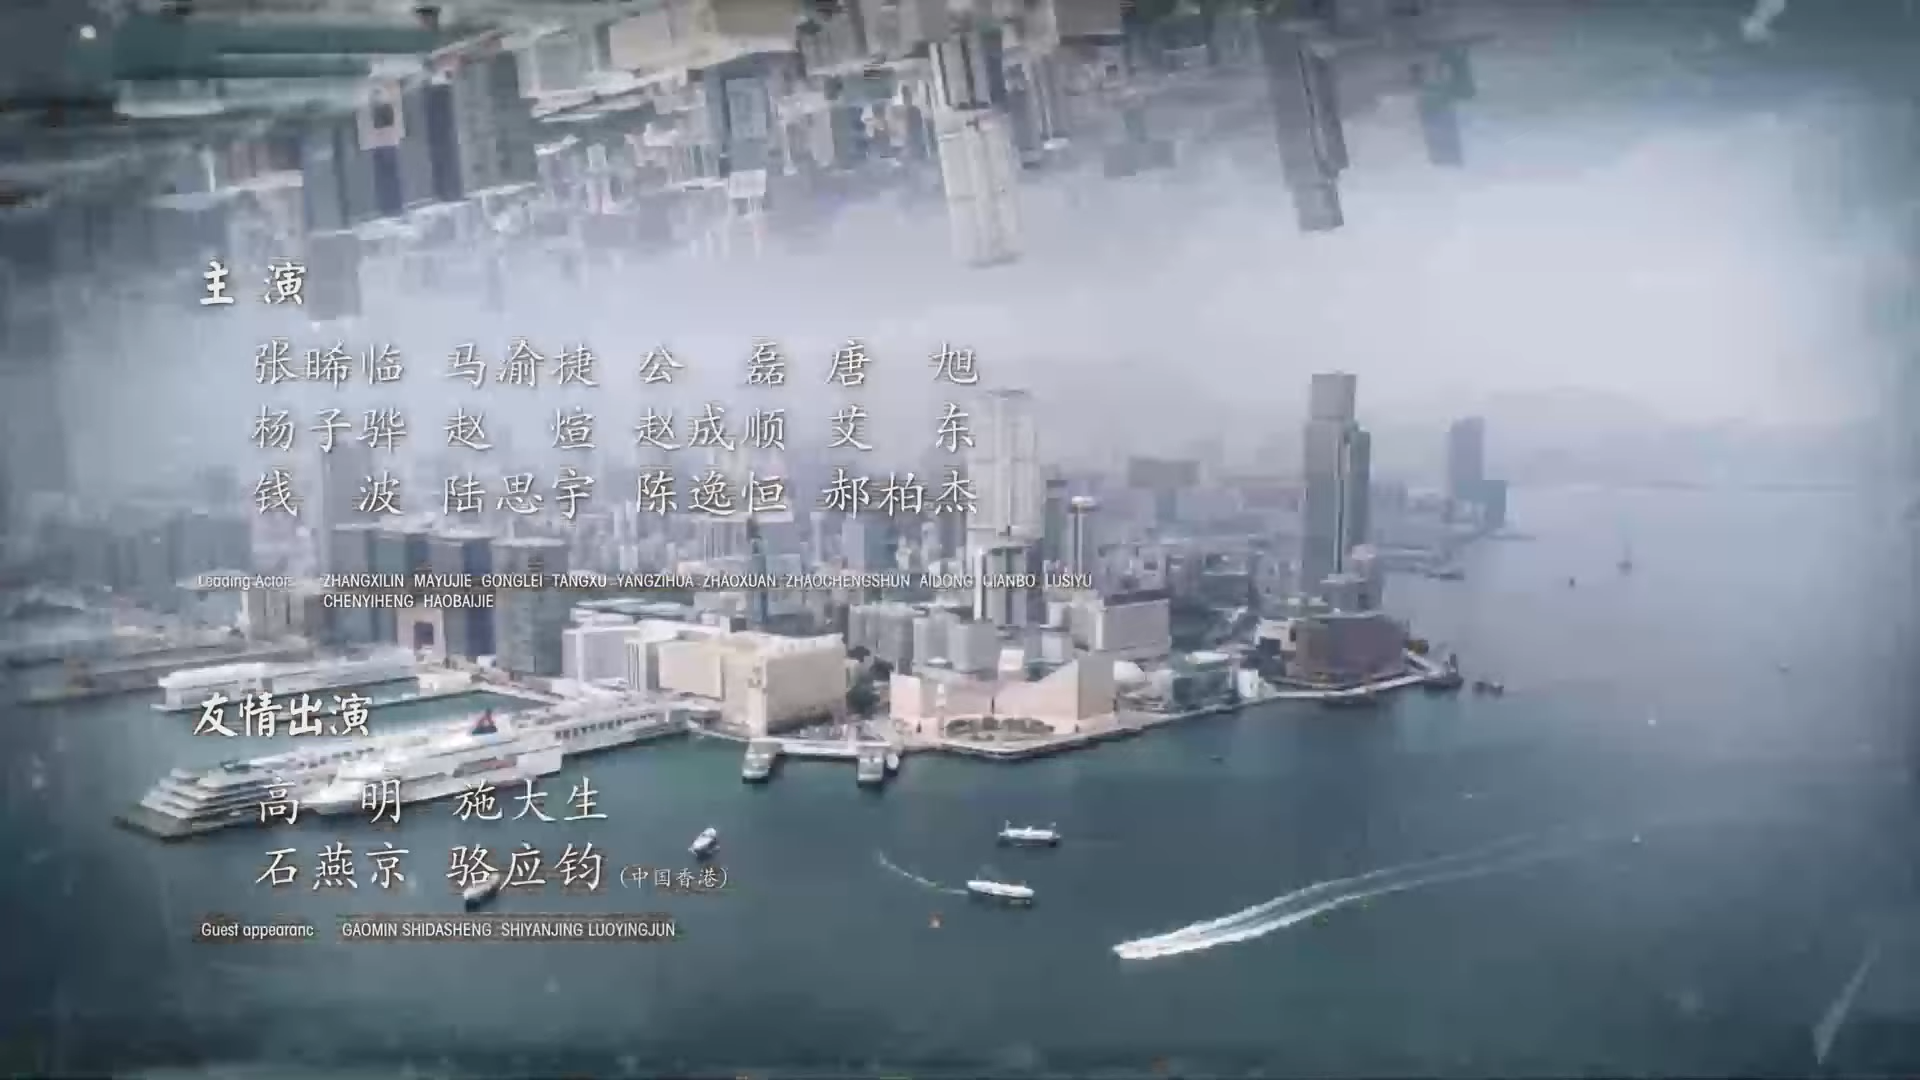 主演
张晞临 马渝捷 公磊 唐旭
杨子骅 赵煊 赵成顺 艾东
钱波 陆思宇 陈逸恒 郝柏杰
Leading Actor ZHANGXILIN MAYUJIE GONGLEI TANGXU YANGZIHUA ZHAOXUAN ZHAOCHENGSHUN AIDONG QIANBO LUSIYU
CHENYIHENG HAOBAIJIE
友情出演
高明 施大生
石燕京 骆应钧(中国香港)
Guest appearanc GAOMIN SHIDASHENG SHIYANJING LUOYINGJUN